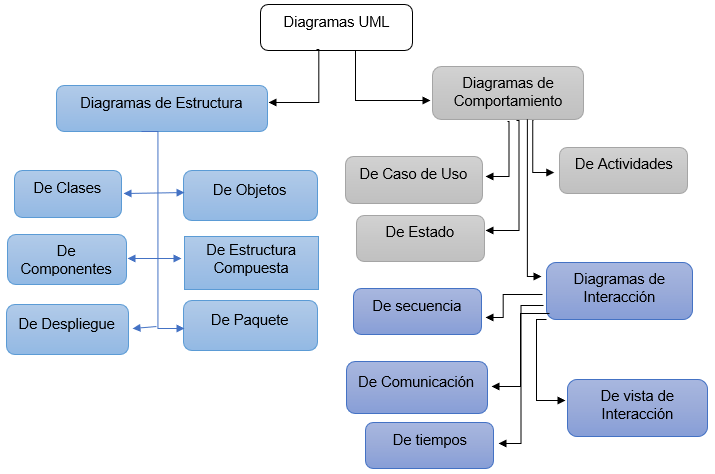 Diagramas UML
Diagramas de Estructura
Diagramas de
Comportamiento
De Clases
De Objetos
De Componentes
De Estructura
Compuesta
De Despliegue
De Paquete
De Caso de Uso
De Actividades
De Estado
Diagramas de
Interacción
De secuencia
De Comunicación
De vista de
Interacción
De tiempos